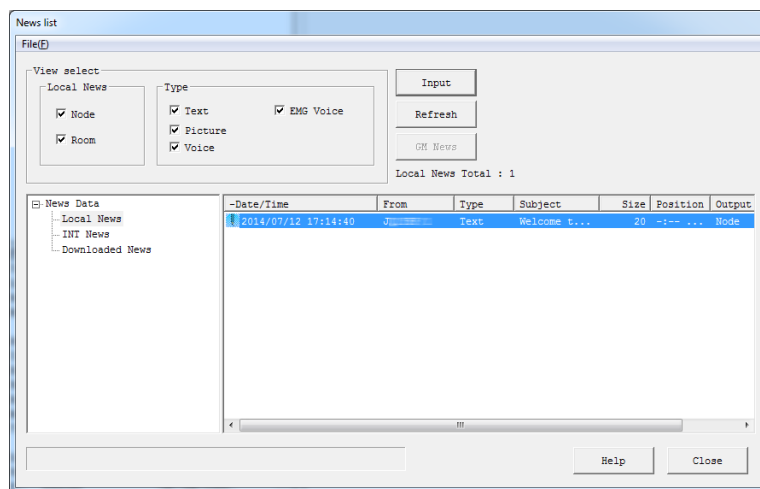 News list
File(F)
View select
Local News
Node
Room
Type
Text
EMG Voice
Picture
Voice
Input
Refresh
GM News
Local News Total : 1
News Data
Local News
INT News
Downloaded News
-Date/Time From Type Subject Size Position Output
! 2014/07/12 17:14:40 J Text Welcome t... 20 -:-- ... Node
Help Close